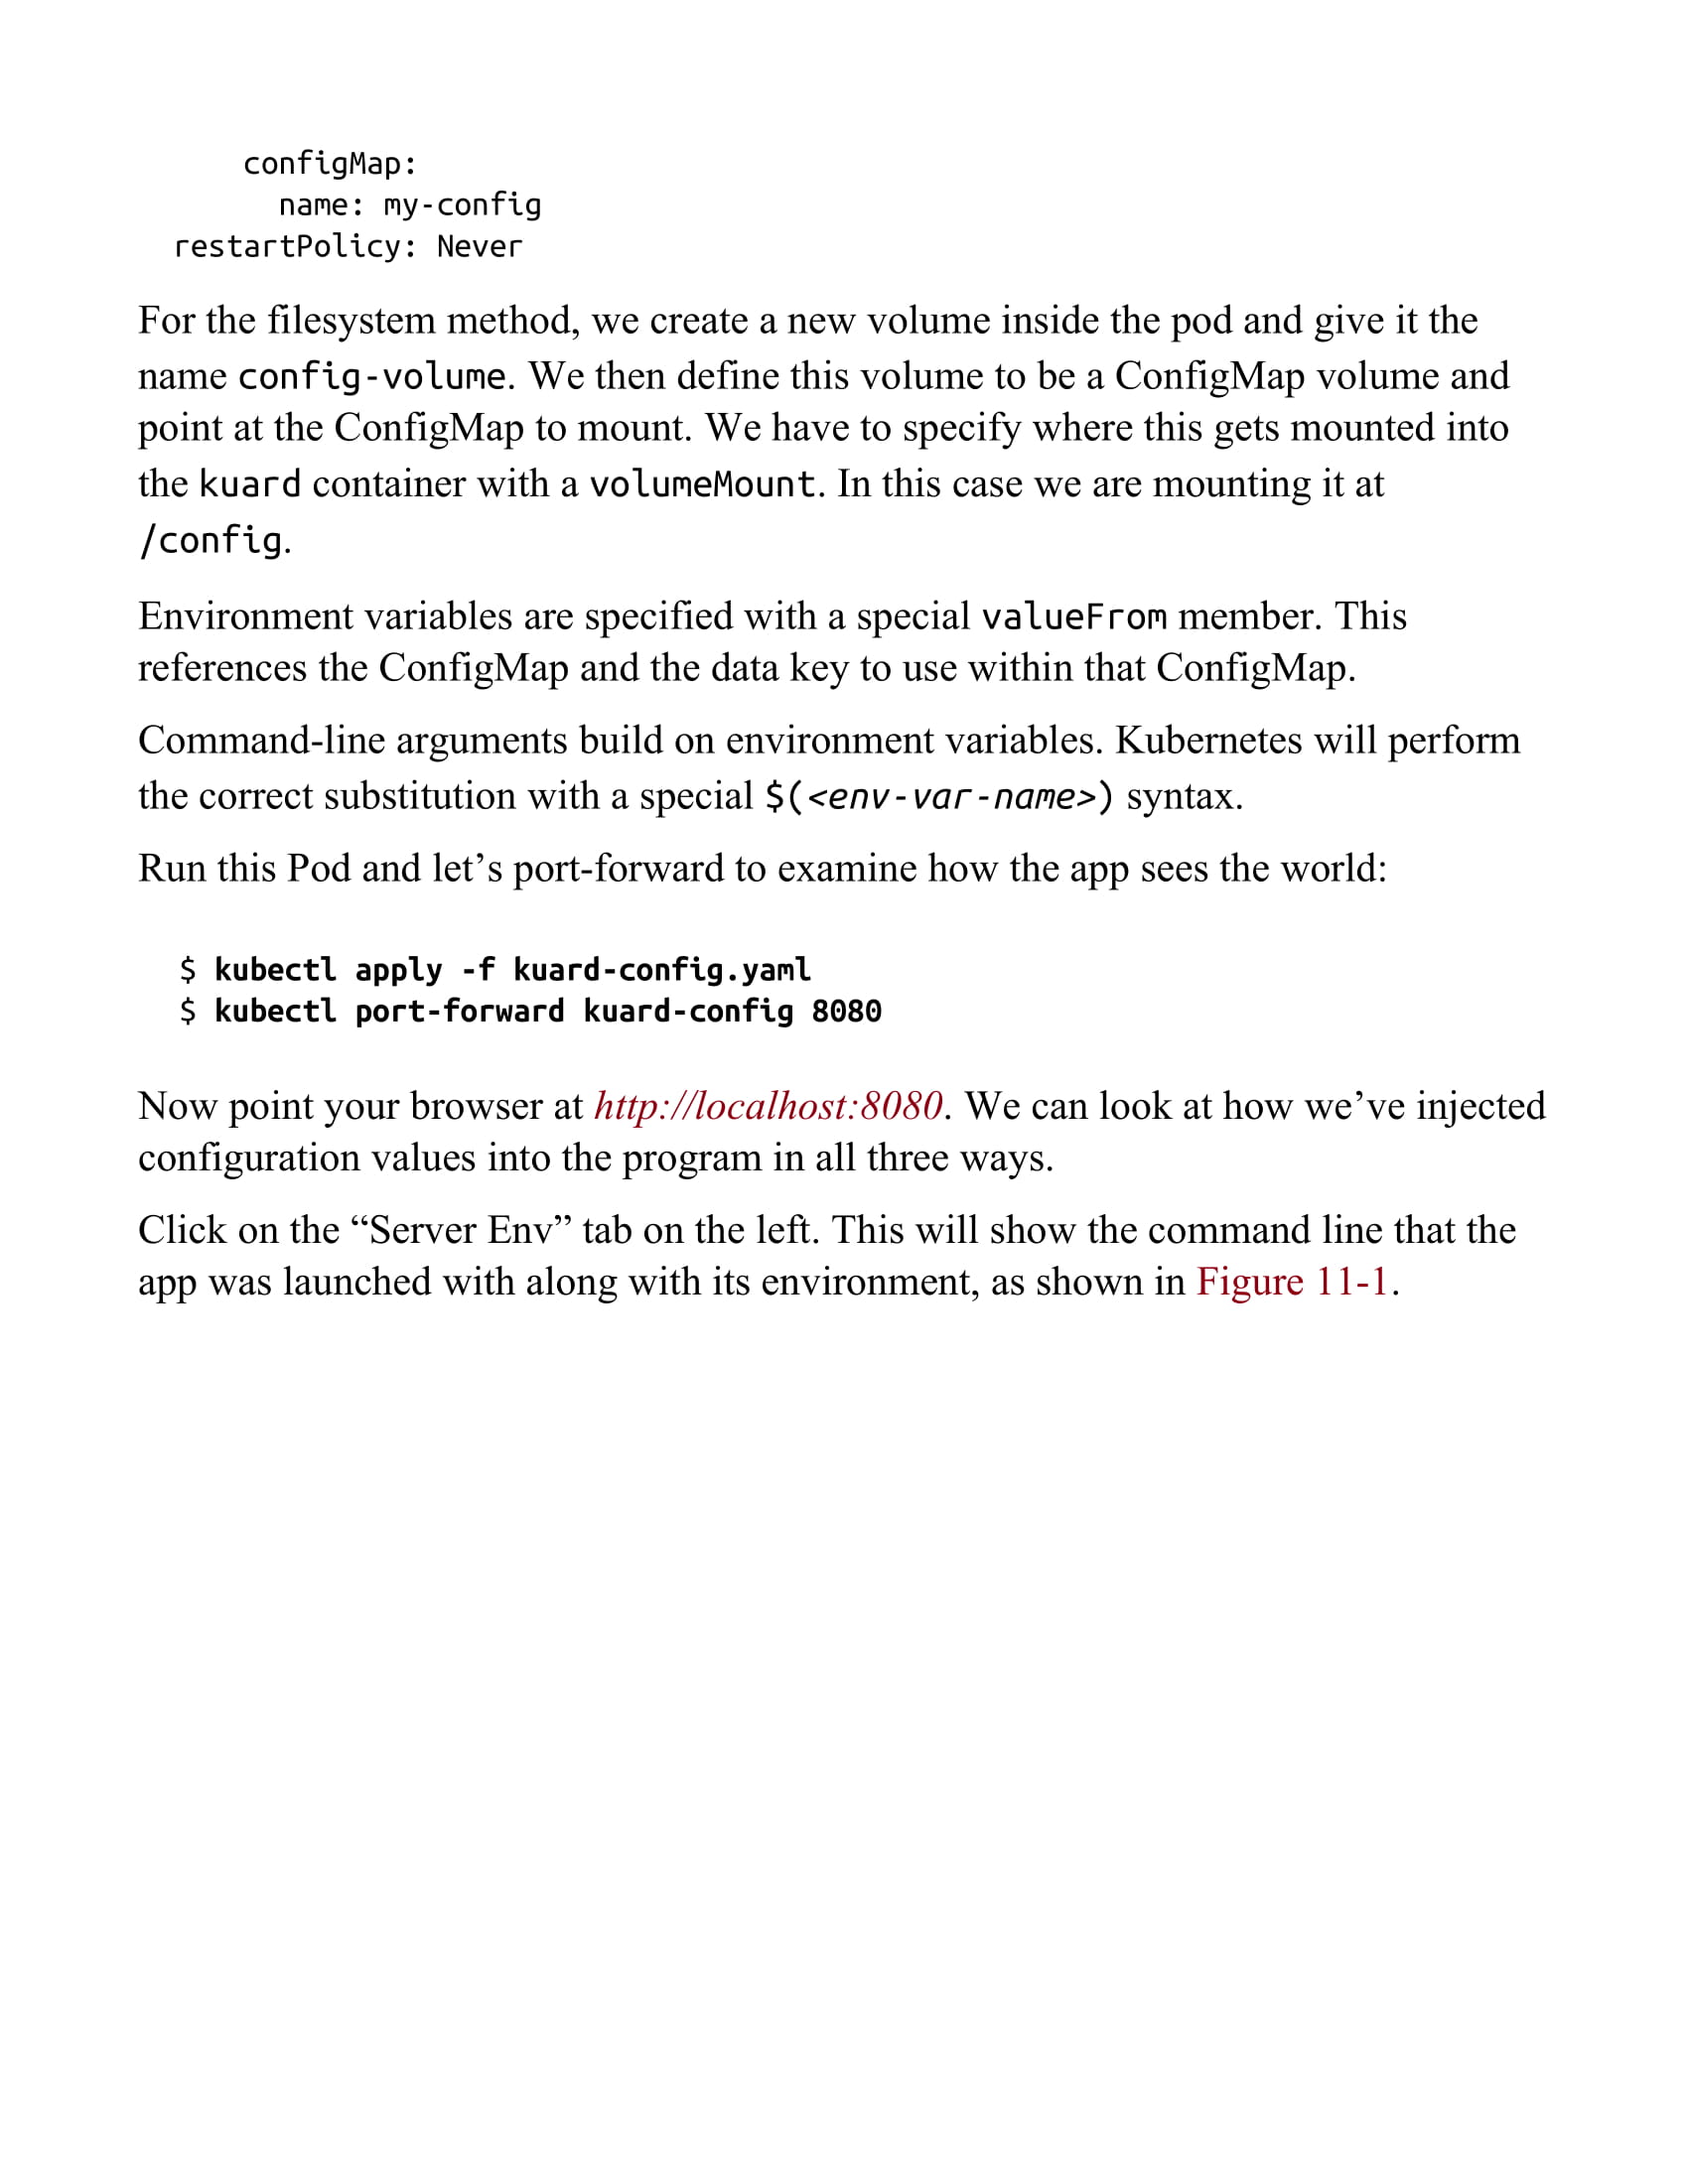 configMap:
name: my-config
restartPolicy: Never
For the filesystem method, we create a new volume inside the pod and give it the
name config-volume. We then define this volume to be a ConfigMap volume and
point at the ConfigMap to mount. We have to specify where this gets mounted into
the kuard container with a volumeMount. In this case we are mounting it at
/config.
Environment variables are specified with a special valueFrom member. This
references the ConfigMap and the data key to use within that ConfigMap.
Command-line arguments build on environment variables. Kubernetes will perform
the correct substitution with a special $(<env-var-name>) syntax.
Run this Pod and let’s port-forward to examine how the app sees the world:
$ kubectl apply -f kuard-config.yaml
$ kubectl port-forward kuard-config 8080
Now point your browser at http://localhost:8080. We can look at how we’ve injected
configuration values into the program in all three ways.
Click on the “Server Env” tab on the left. This will show the command line that the
app was launched with along with its environment, as shown in Figure 11-1.